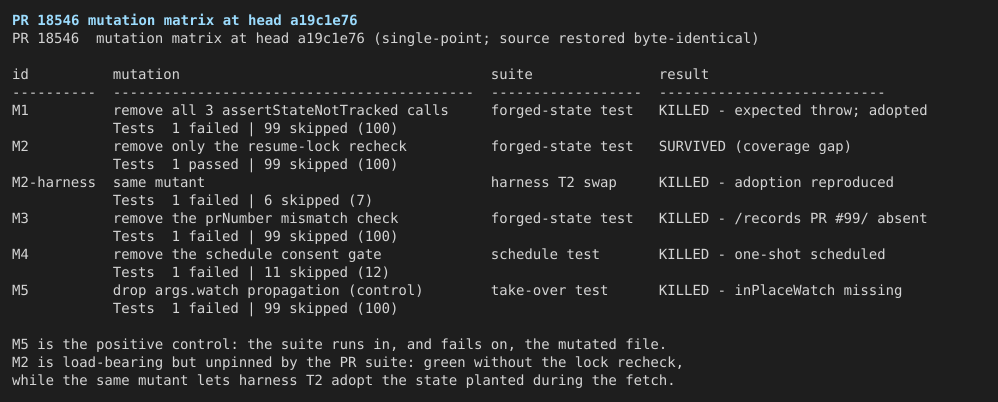 PR 18546 mutation matrix at head a19c1e76
PR 18546  mutation matrix at head a19c1e76 (single-point; source restored byte-identical)
id          mutation                                     suite               result
----------  -------------------------------------------  ------------------  ---------------------------
M1          remove all 3 assertStateNotTracked calls     forged-state test   KILLED - expected throw; adopted
            Tests  1 failed | 99 skipped (100)
M2          remove only the resume-lock recheck          forged-state test   SURVIVED (coverage gap)
            Tests  1 passed | 99 skipped (100)
M2-harness  same mutant                                  harness T2 swap     KILLED - adoption reproduced
            Tests  1 failed | 6 skipped (7)
M3          remove the prNumber mismatch check           forged-state test   KILLED - /records PR #99/ absent
            Tests  1 failed | 99 skipped (100)
M4          remove the schedule consent gate             schedule test       KILLED - one-shot scheduled
            Tests  1 failed | 11 skipped (12)
M5          drop args.watch propagation (control)        take-over test      KILLED - inPlaceWatch missing
            Tests  1 failed | 99 skipped (100)
M5 is the positive control: the suite runs in, and fails on, the mutated file.
M2 is load-bearing but unpinned by the PR suite: green without the lock recheck,
while the same mutant lets harness T2 adopt the state planted during the fetch.